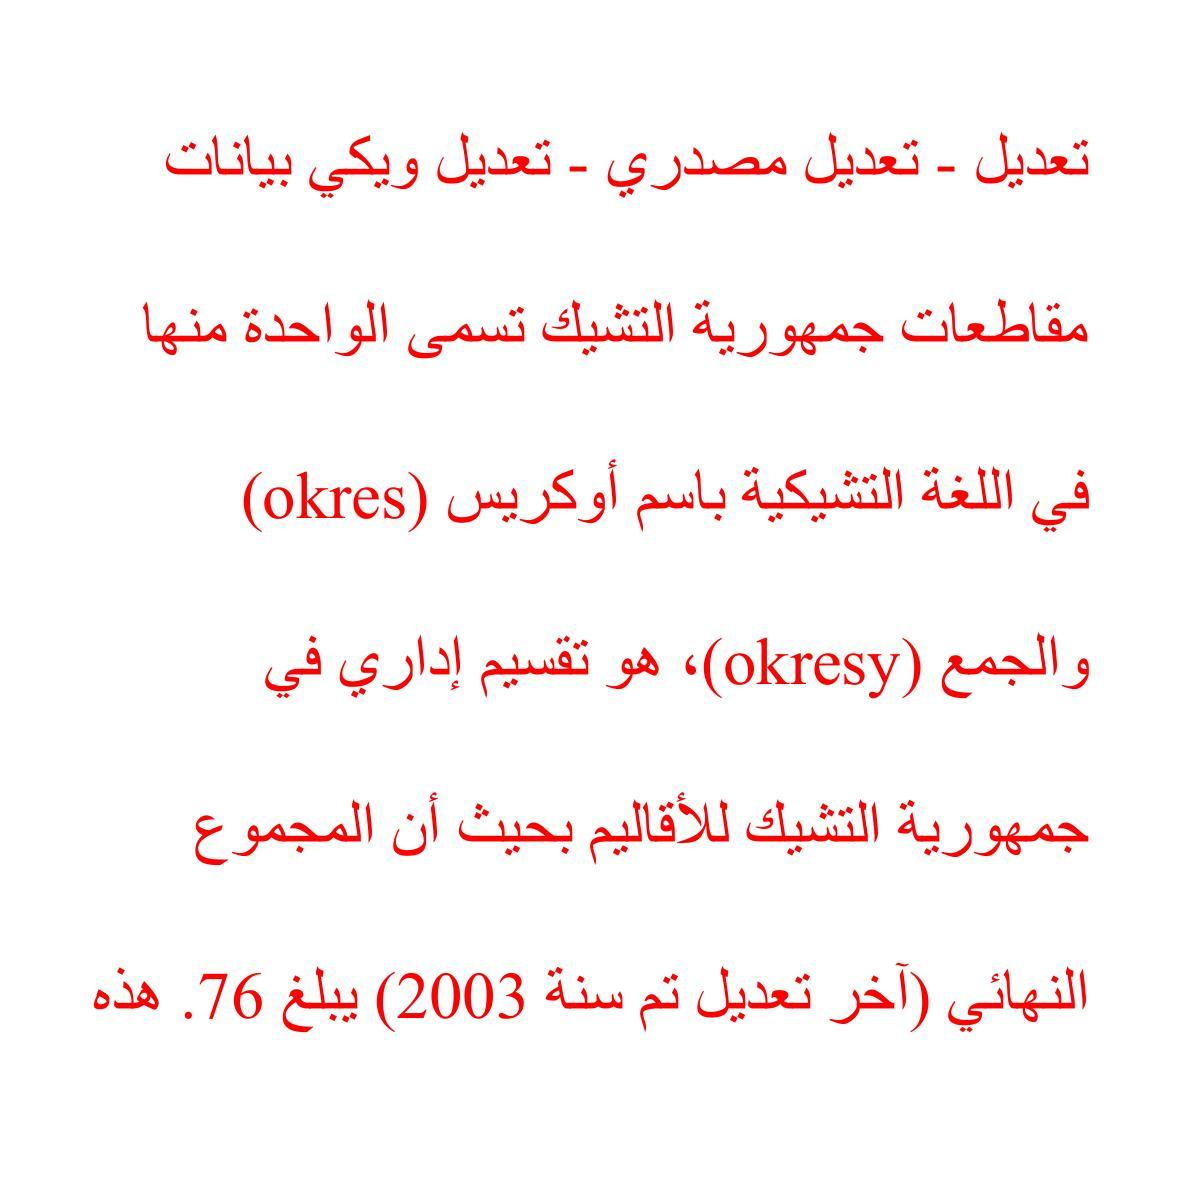 تعديل - تعديل مصدري - تعديل ويكي بيانات
مقاطعات جمهورية التشيك تسمى الواحدة منها
في اللغة التشيكية باسم أوكريس (okres)
والجمع (okresy)، هو تقسيم إداري في
جمهورية التشيك للأقاليم بحيث أن المجموع
النهائي (آخر تعديل تم سنة 2003) يبلغ 76. هذه